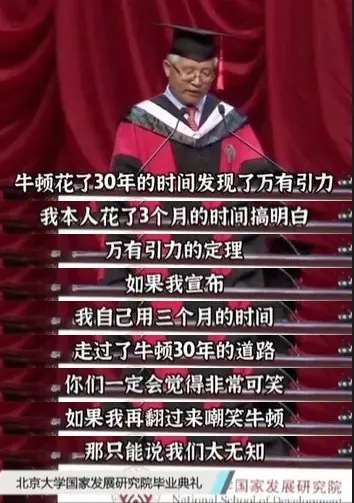 牛顿花了30年的时间发现了万有引力
我本人花了3个月的时间搞明白
万有引力的定理
如果我宣布
我自己用三个月的时间
走过了牛顿30年的道路
你们一定会觉得非常可笑
如果我再翻过来嘲笑牛顿
那只能说我们太无知
北京大学国家发展研究院毕业典礼
国家发展研究院
National School of Development